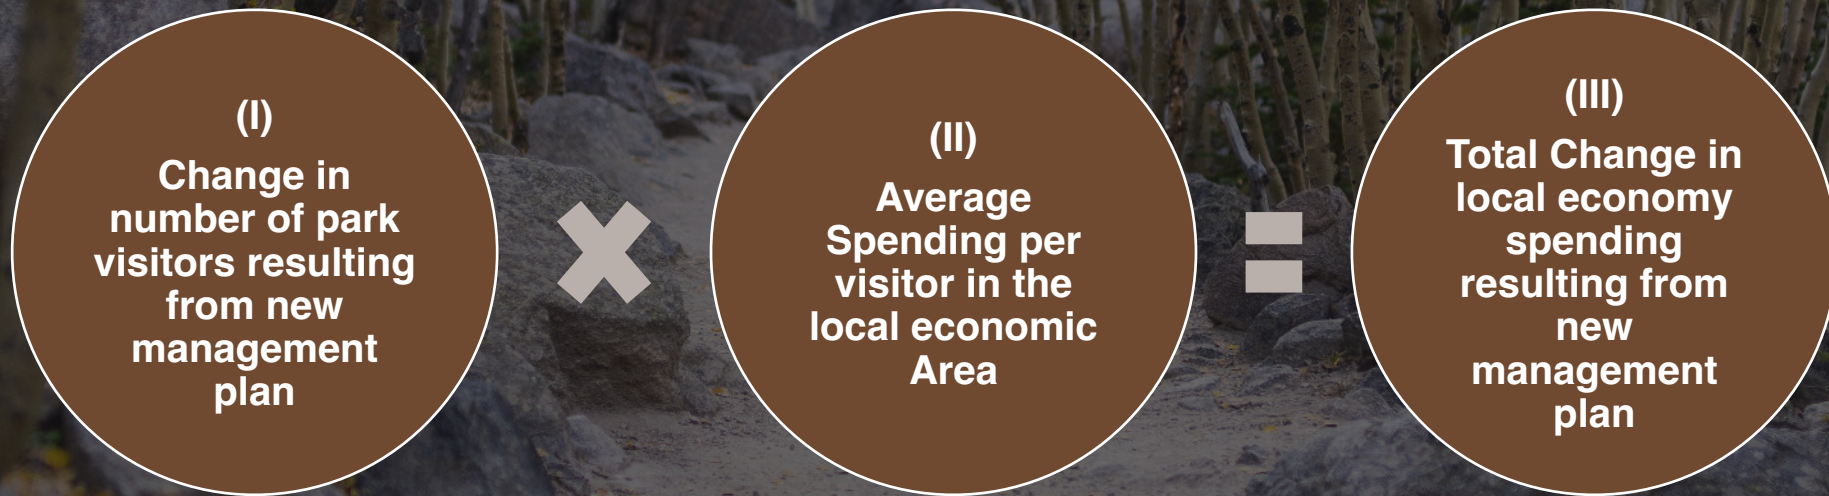 (I)
Change in
number of park
visitors resulting
from new
management
plan
(II)
Average
Spending per
visitor in the
local economic
Area
(III)
Total Change in
local economy
spending
resulting from
new
management
plan